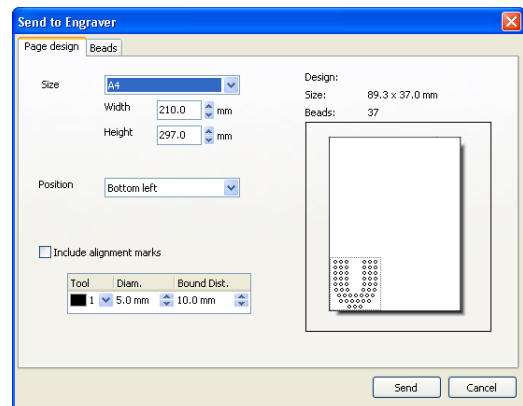 Send to Engraver
Page design Beads
Size A4
Width 210.0 mm
Height 297.0 mm
Position Bottom left
Include alignment marks
Tool Diam. Bound Dist.
1 5.0 mm 10.0 mm
Design:
Size: 89.3 x 37.0 mm
Beads: 37
Send Cancel